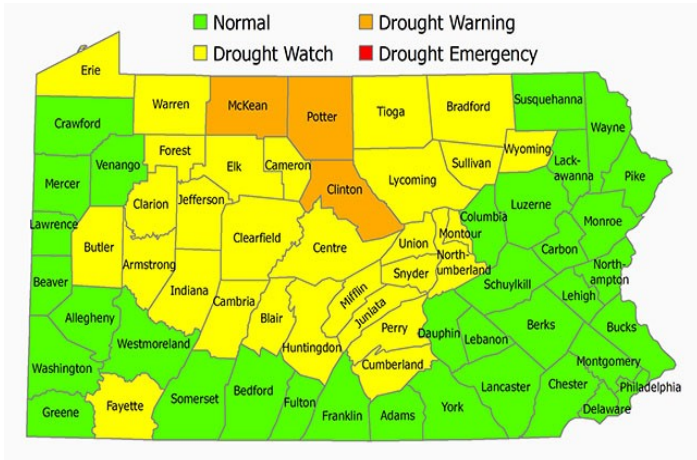 Normal
Drought Warning
Drought Watch
Drought Emergency
Erie
Warren
McKean
Potter
Tioga
Bradford
Susquehanna
Wayne
Crawford
Forest
Wyoming
Venango
Elk
Cameron
Sullivan
Lack-
awanna
Pike
Mercer
Clinton
Lycoming
Clarion
Jefferson
Luzerne
Lawrence
Columbia
Monroe
Clearfield
Montour
Butler
Centre
Union
Carbon
North-
umberland
Armstrong
Snyder
North-
ampton
Beaver
Schuylkill
Indiana
Mifflin
Lehigh
Cambria
Juniata
Allegheny
Blair
Perry
Berks
Bucks
Dauphin
Westmoreland
Lebanon
Huntingdon
Cumberland
Montgomery
Washington
Lancaster
Chester
Philadelphia
Bedford
Somerset
Fulton
Fayette
York
Delaware
Greene
Franklin
Adams